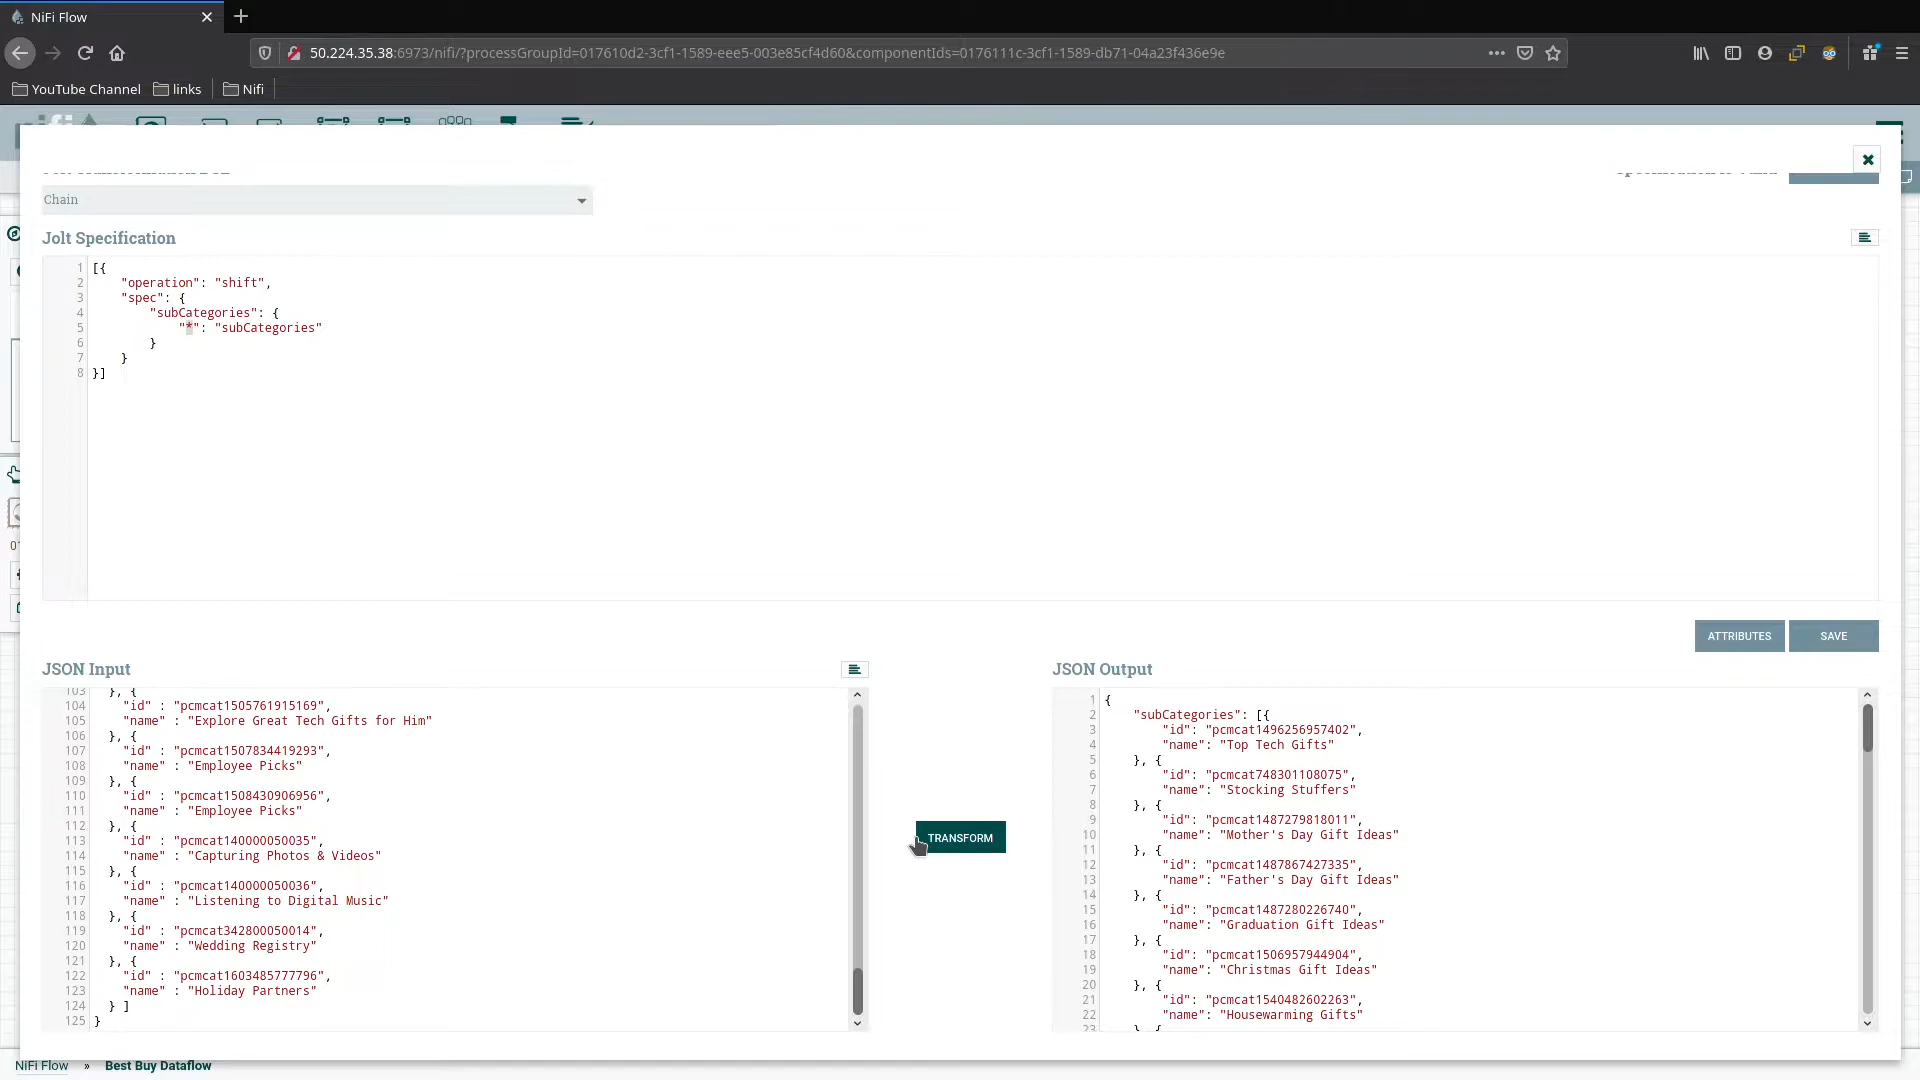 NiFi Flow
50.224.35.38:6973/nifi/?processGroupId=017610d2-3cf1-1589-eee5-003e85cf4d60&componentIds=0176111c-3cf1-1589-db71-04a23f436e9e
YouTube Channel links Nifi
Chain
Jolt Specification
1 [{
2 "operation": "shift",
3 "spec": {
4 "subCategories": {
5 "*": "subCategories"
6 }
7 }
8 }]
ATTRIBUTES SAVE
JSON Input
103 }, {
104 "id" : "pcmcat1505761915169",
105 "name" : "Explore Great Tech Gifts for Him"
106 }, {
107 "id" : "pcmcat1507834419293",
108 "name" : "Employee Picks"
109 }, {
110 "id" : "pcmcat1508430906956",
111 "name" : "Employee Picks"
112 }, {
113 "id" : "pcmcat140000050035",
114 "name" : "Capturing Photos & Videos"
115 }, {
116 "id" : "pcmcat140000050036",
117 "name" : "Listening to Digital Music"
118 }, {
119 "id" : "pcmcat342800050014",
120 "name" : "Wedding Registry"
121 }, {
122 "id" : "pcmcat1603485777796",
123 "name" : "Holiday Partners"
124 } ]
125 }
TRANSFORM
JSON Output
1 {
2 "subCategories": [{
3 "id": "pcmcat1496256957402",
4 "name": "Top Tech Gifts"
5 }, {
6 "id": "pcmcat748301108075",
7 "name": "Stocking Stuffers"
8 }, {
9 "id": "pcmcat1487279818011",
10 "name": "Mother's Day Gift Ideas"
11 }, {
12 "id": "pcmcat1487867427335",
13 "name": "Father's Day Gift Ideas"
14 }, {
15 "id": "pcmcat1487280226740",
16 "name": "Graduation Gift Ideas"
17 }, {
18 "id": "pcmcat1506957944904",
19 "name": "Christmas Gift Ideas"
20 }, {
21 "id": "pcmcat1540482602263",
22 "name": "Housewarming Gifts"
23 }, {
NiFi Flow » Best Buy Dataflow